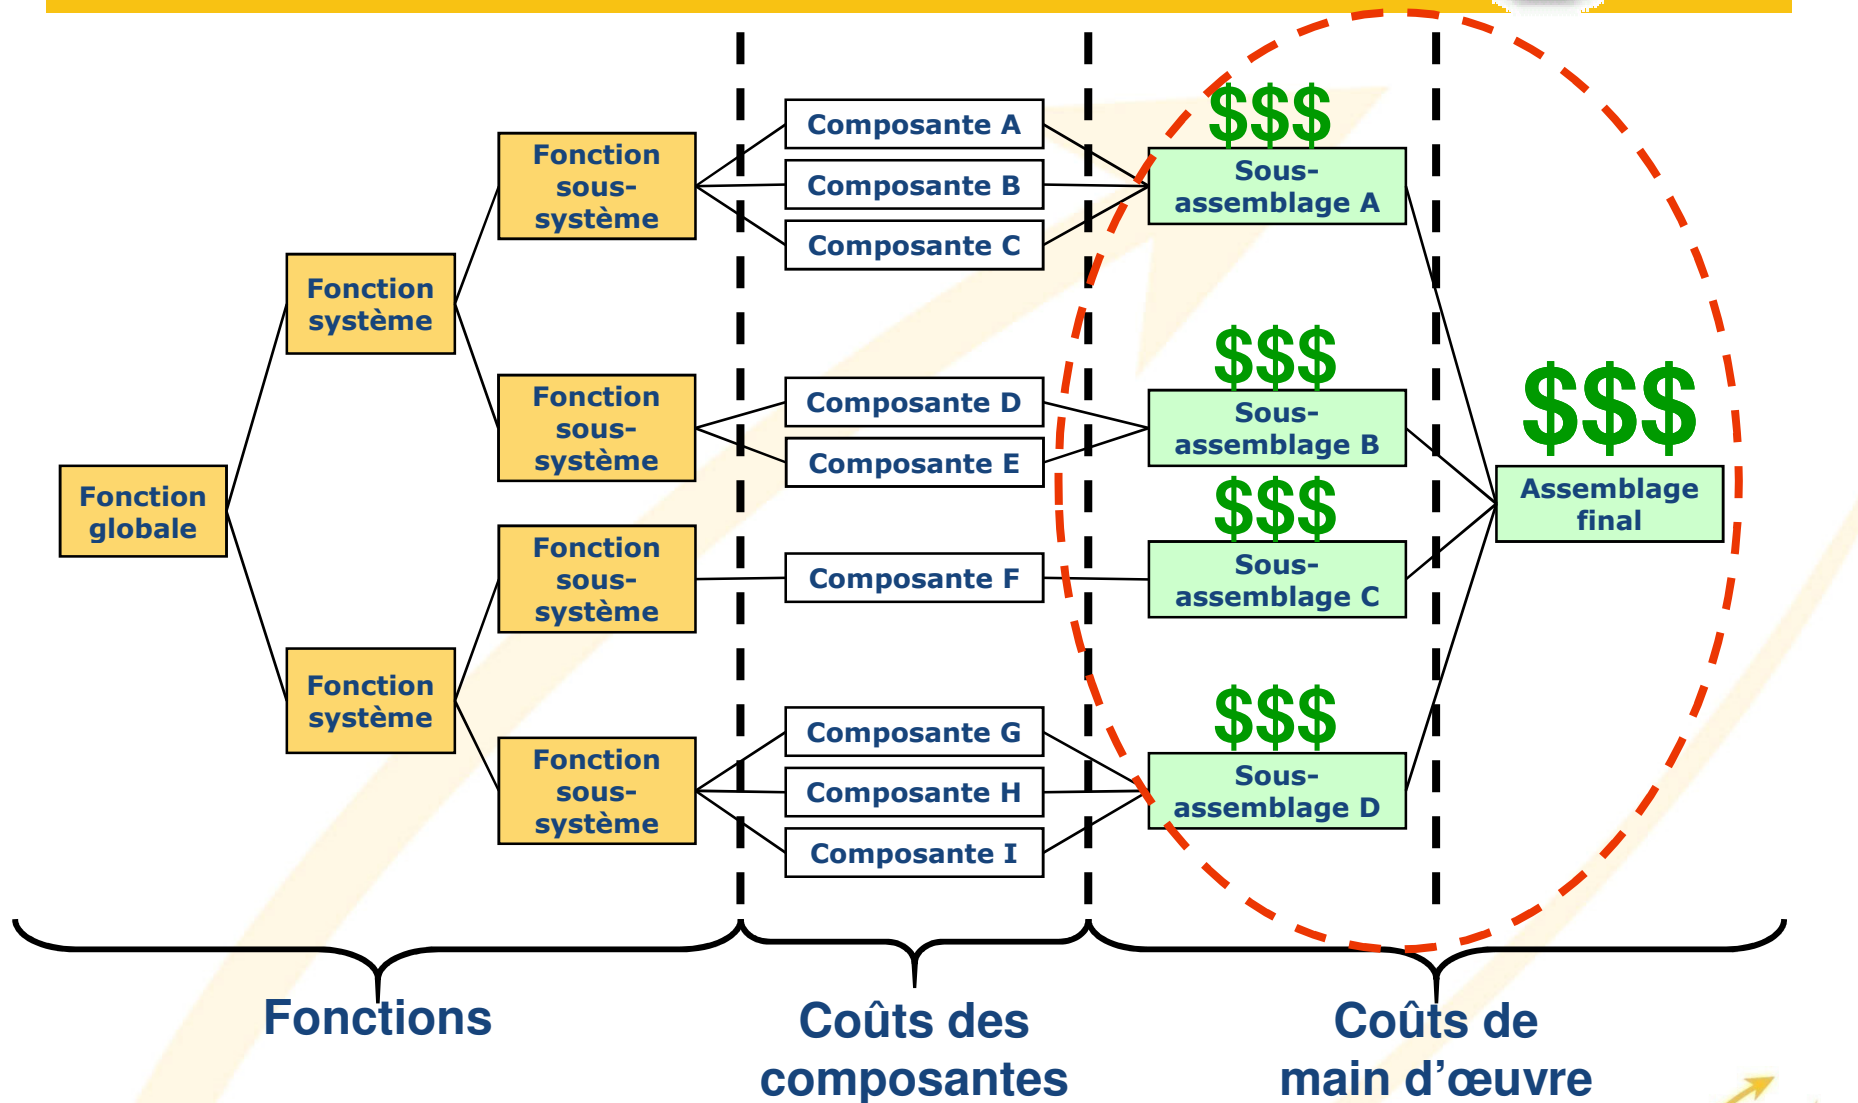 Fonction
globale
Fonction
système
Fonction
système
Fonction
sous-
système
Fonction
sous-
système
Fonction
sous-
système
Fonction
sous-
système
Composante A
Composante B
Composante C
Composante D
Composante E
Composante F
Composante G
Composante H
Composante I
$$$
Sous-
assemblage A
$$$
Sous-
assemblage B
$$$
Sous-
assemblage C
$$$
Sous-
assemblage D
$$$
Assemblage
final
Fonctions
Coûts des
composantes
Coûts de
main d’œuvre